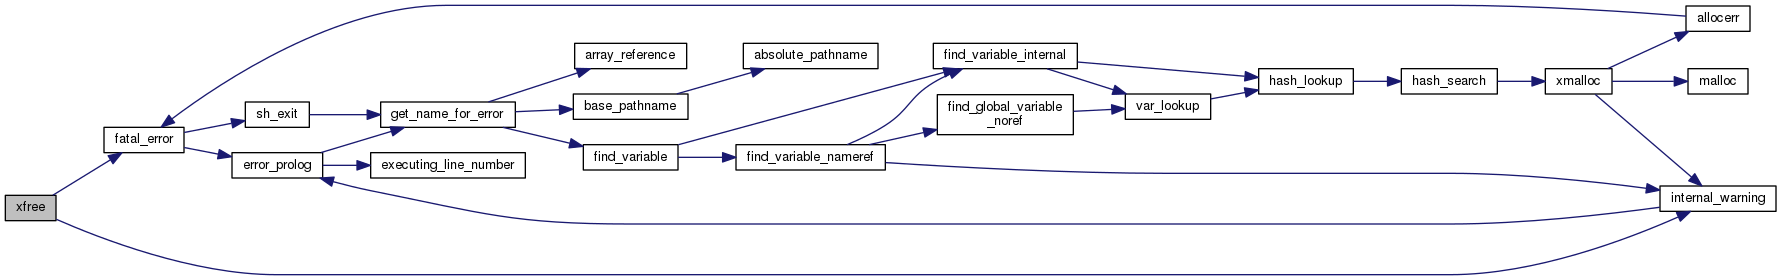 xfree
fatal_error
sh_exit
error_prolog
get_name_for_error
executing_line_number
array_reference
base_pathname
find_variable
absolute_pathname
find_variable_nameref
find_variable_internal
find_global_variable
_noref
var_lookup
hash_lookup
hash_search
xmalloc
allocerr
malloc
internal_warning